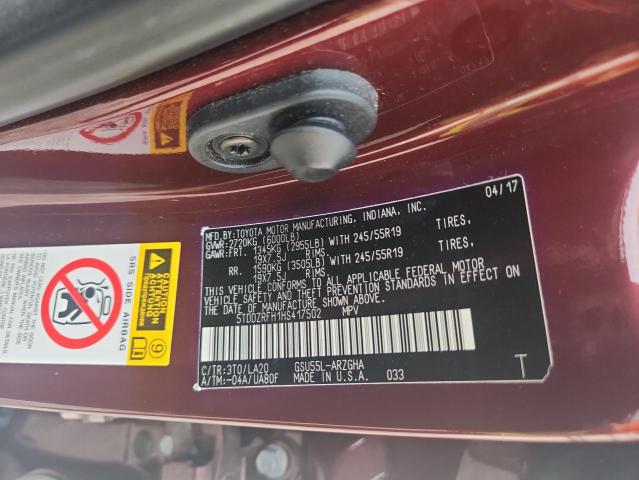 04/17
MFD.BY:TOYOTA MOTOR MANUFACTURING, INDIANA, INC.
GVWR:2720KG (6000LB)
GAWR:FRT. 1345KG (2955LB) WITH 245/55R19 TIRES,
19X7.5J RIMS
RR. 1590KG (3505LB) WITH 245/55R19 TIRES,
19X7.5J RIMS
THIS VEHICLE CONFORMS TO ALL APPLICABLE FEDERAL MOTOR
VEHICLE SAFETY AND THEFT PREVENTION STANDARDS IN EFFECT
ON THE DATE OF MANUFACTURE SHOWN ABOVE.
5TDDZRFH1HS417502 MPV
C/TR:3T0/LA20 GSU55L-ARZGHA
A/TM:-04A/UA80F MADE IN U.S.A. 033
T
SRS SIDE AIRBAG
CAUTION
ATTENTION
ACHTUNG
9